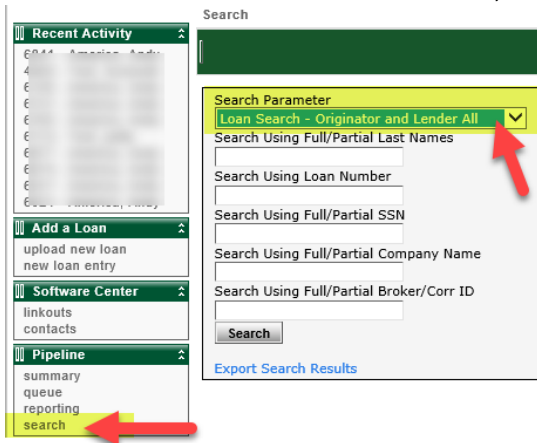 Search
Recent Activity
America, Andy
Add a Loan
upload new loan
new loan entry
Software Center
linkouts
contacts
Pipeline
summary
queue
reporting
search
Search Parameter
Loan Search - Originator and Lender All
Search Using Full/Partial Last Names
Search Using Loan Number
Search Using Full/Partial SSN
Search Using Full/Partial Company Name
Search Using Full/Partial Broker/Corr ID
Search
Export Search Results